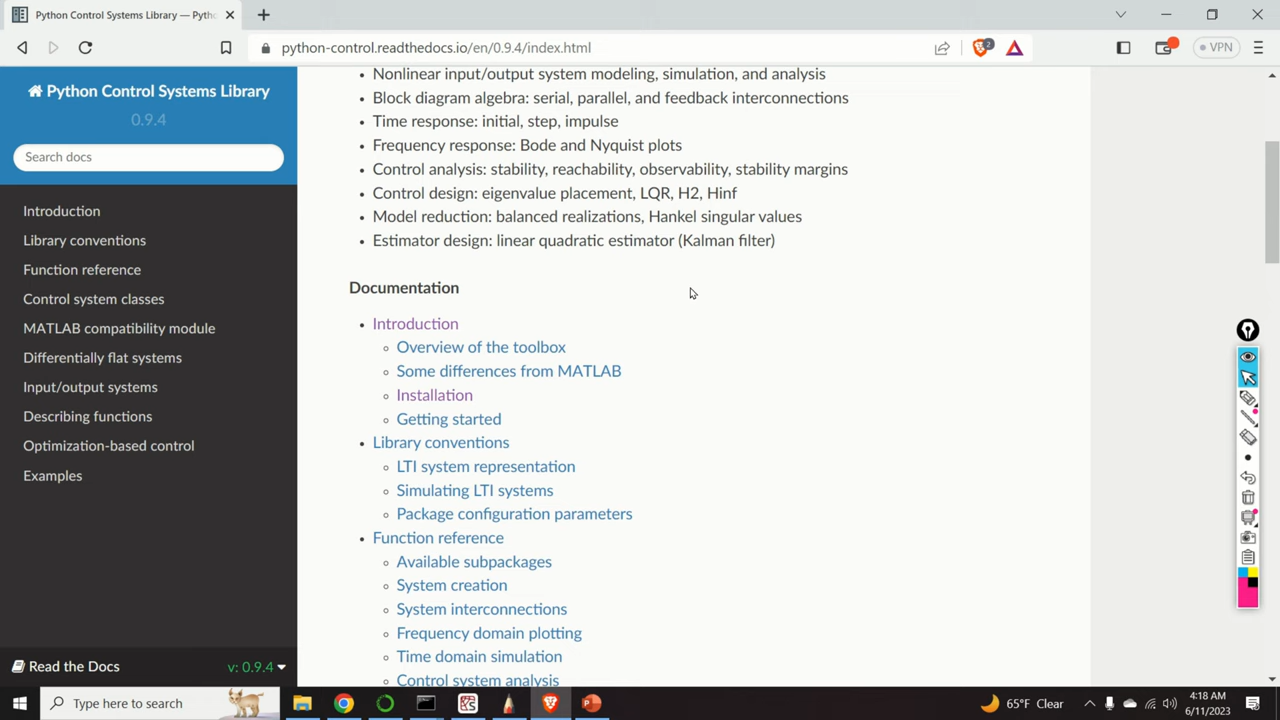 Python Control Systems Library — Pytho
python-control.readthedocs.io/en/0.9.4/index.html
2
VPN
Python Control Systems Library
0.9.4
Search docs
Introduction
Library conventions
Function reference
Control system classes
MATLAB compatibility module
Differentially flat systems
Input/output systems
Describing functions
Optimization-based control
Examples
Read the Docs
v: 0.9.4
Nonlinear input/output system modeling, simulation, and analysis
Block diagram algebra: serial, parallel, and feedback interconnections
Time response: initial, step, impulse
Frequency response: Bode and Nyquist plots
Control analysis: stability, reachability, observability, stability margins
Control design: eigenvalue placement, LQR, H2, Hinf
Model reduction: balanced realizations, Hankel singular values
Estimator design: linear quadratic estimator (Kalman filter)
Documentation
Introduction
Overview of the toolbox
Some differences from MATLAB
Installation
Getting started
Library conventions
LTI system representation
Simulating LTI systems
Package configuration parameters
Function reference
Available subpackages
System creation
System interconnections
Frequency domain plotting
Time domain simulation
Control system analysis
Type here to search
65°F Clear
4:18 AM
6/11/2023